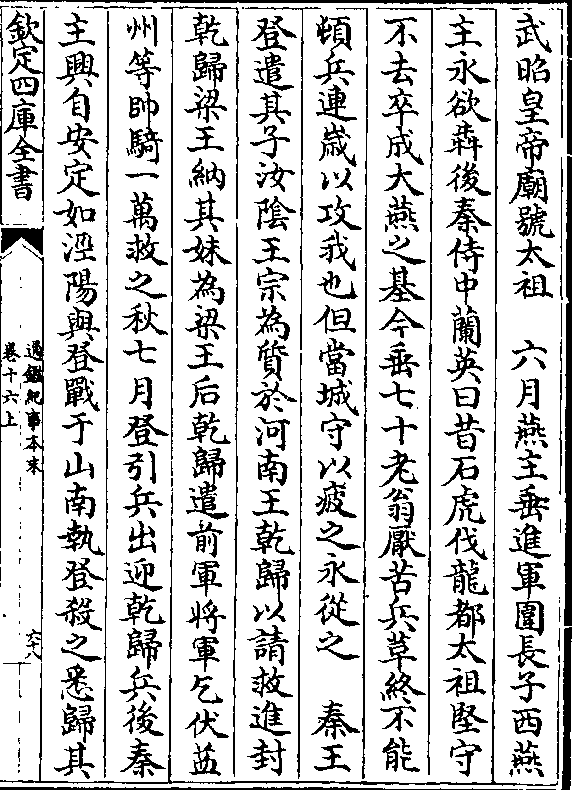 武昭皇帝廟號太祖　六月燕主垂進軍圍長子西燕
主永欲犇後秦侍中蘭英曰昔石虎伐龍都太祖堅守
不去卒成大燕之基今垂七十老翁厭苦兵革終不能
頓兵連歲以攻我也但當城守以疲之永從之　秦王
登遣其子汝陰王宗為質於河南王乾歸以請救進封
乾歸梁王納其妹為梁王后乾歸遣前軍將軍乞伏益
州等帥騎一萬救之秋七月登引兵出迎乾歸兵後秦
主興自安定如涇陽與登戰于山南執登殺之悉歸其
欽定四庫全書
通鑑紀事本末
卷十六上
六十八